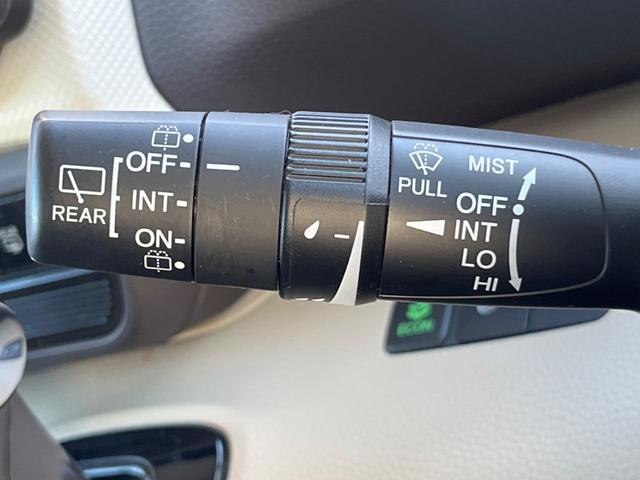 OFF
INT
ON
REAR
PULL
MIST
OFF
INT
LO
HI
ECON